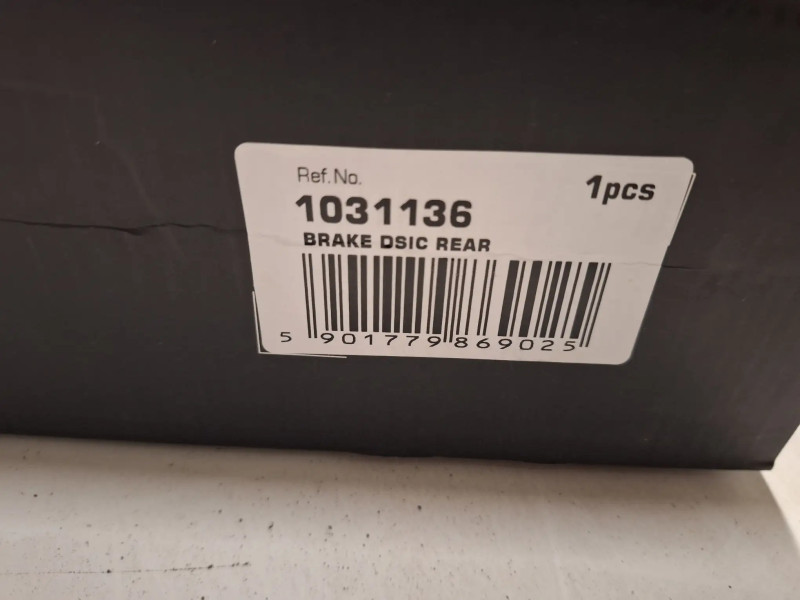 Ref.No.
1pcs
1031136
BRAKE DSIC REAR
5 901779 869025